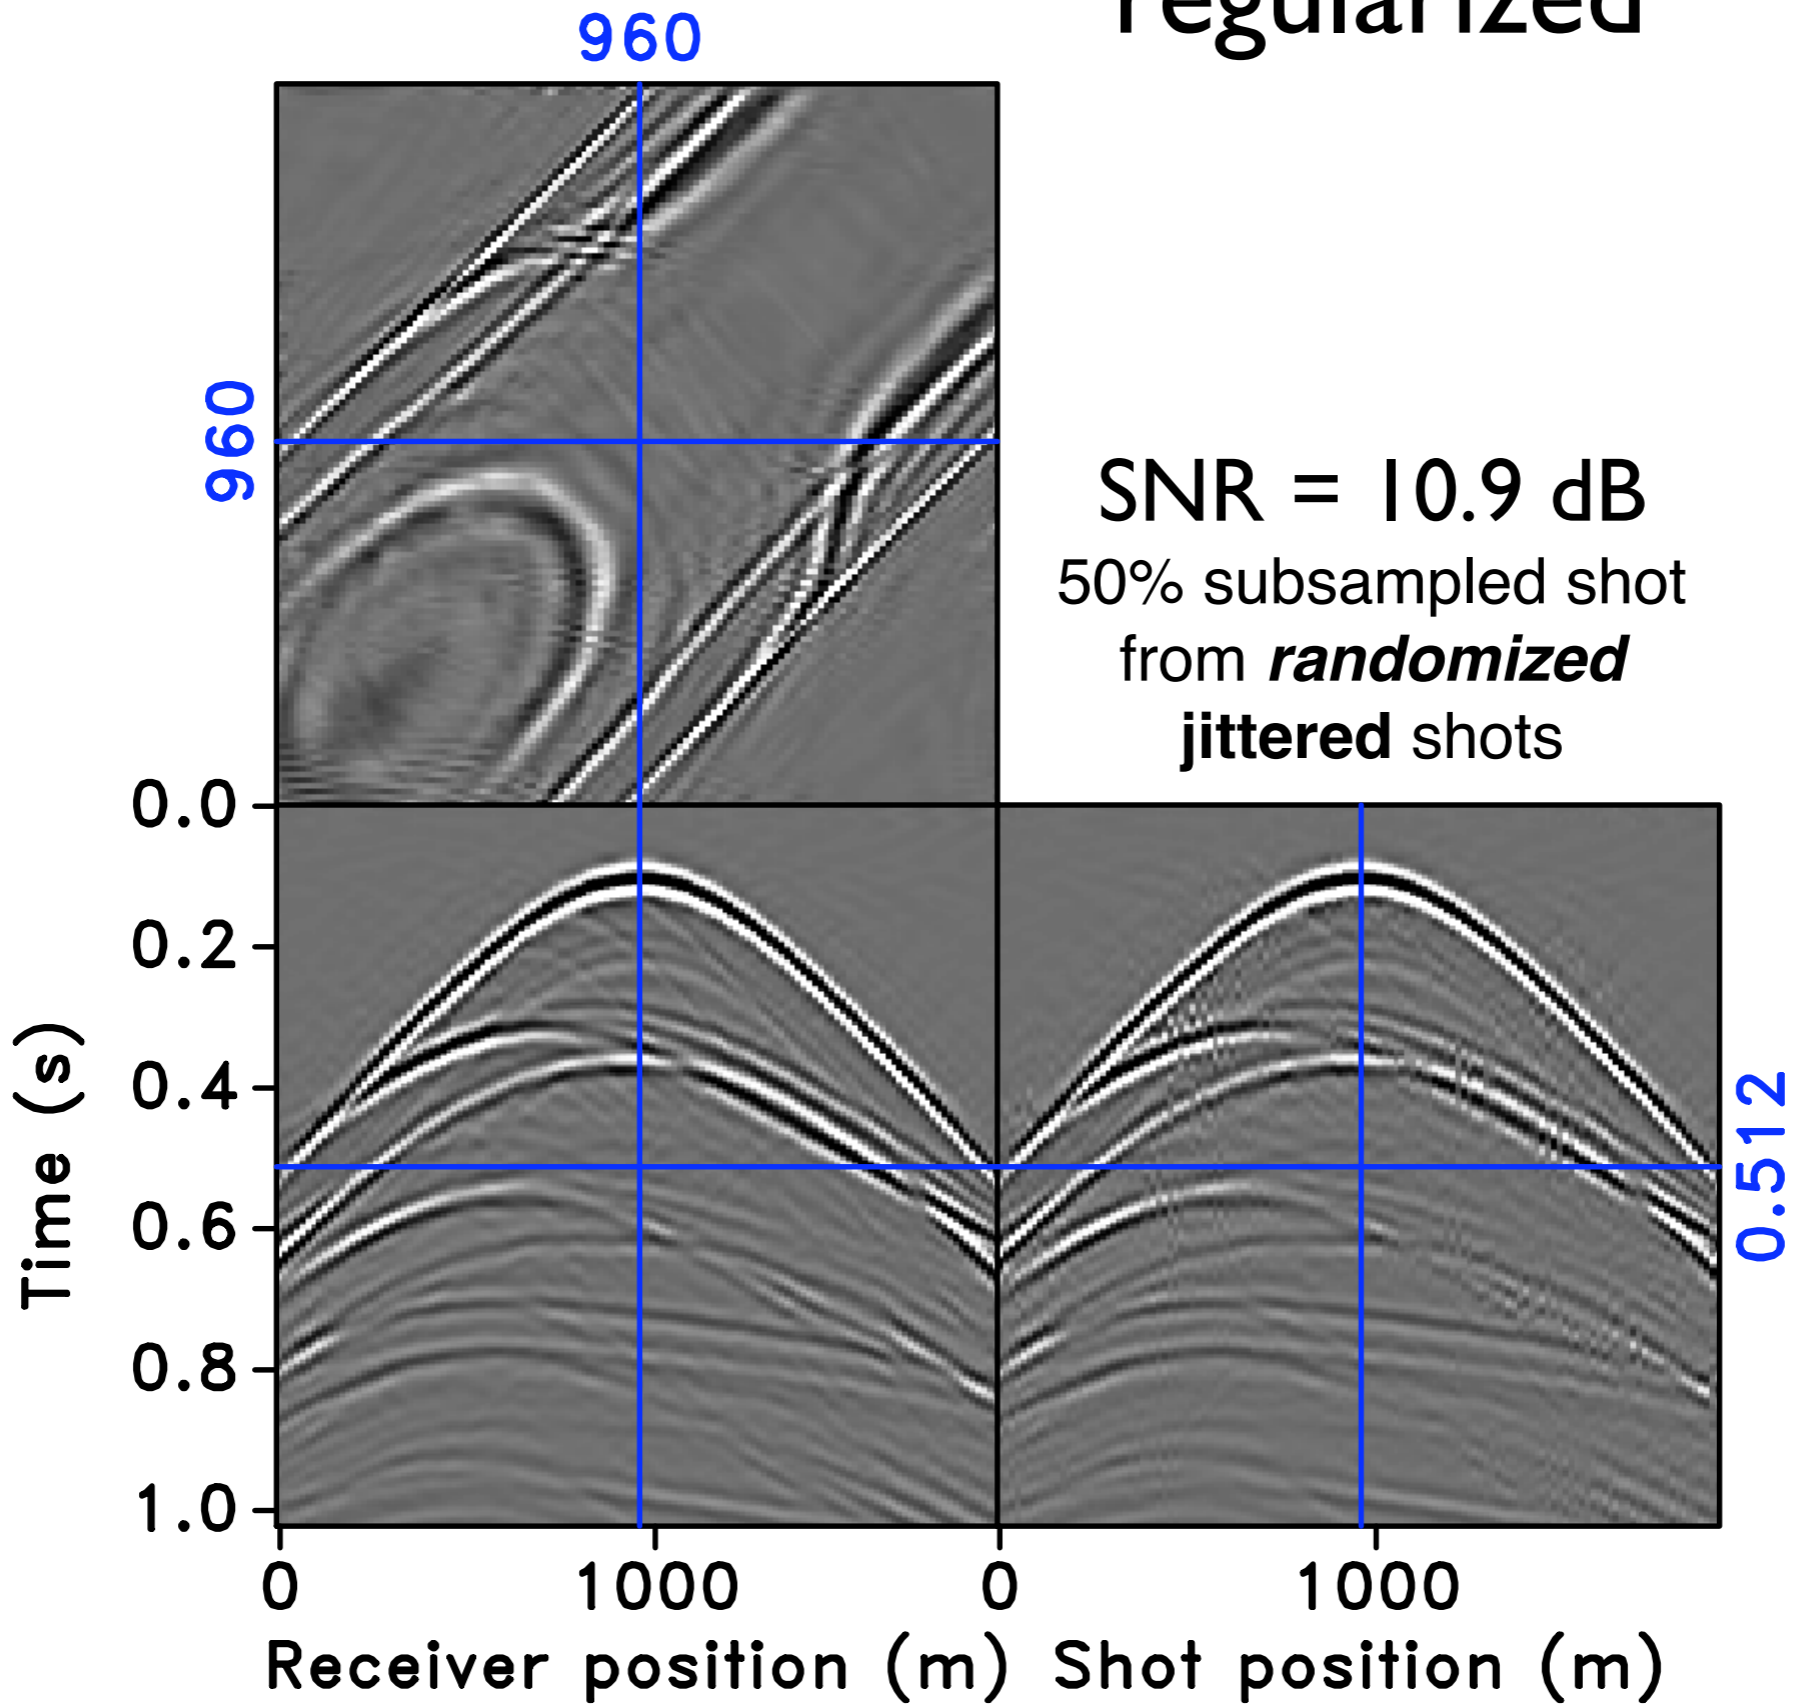 regularized
960
960
SNR = 10.9 dB
50% subsampled shot
from randomized
jittered shots
0.0
0.2
0.4
0.6
0.8
1.0
Time (s)
0.512
0 1000 0 1000
Receiver position (m) Shot position (m)